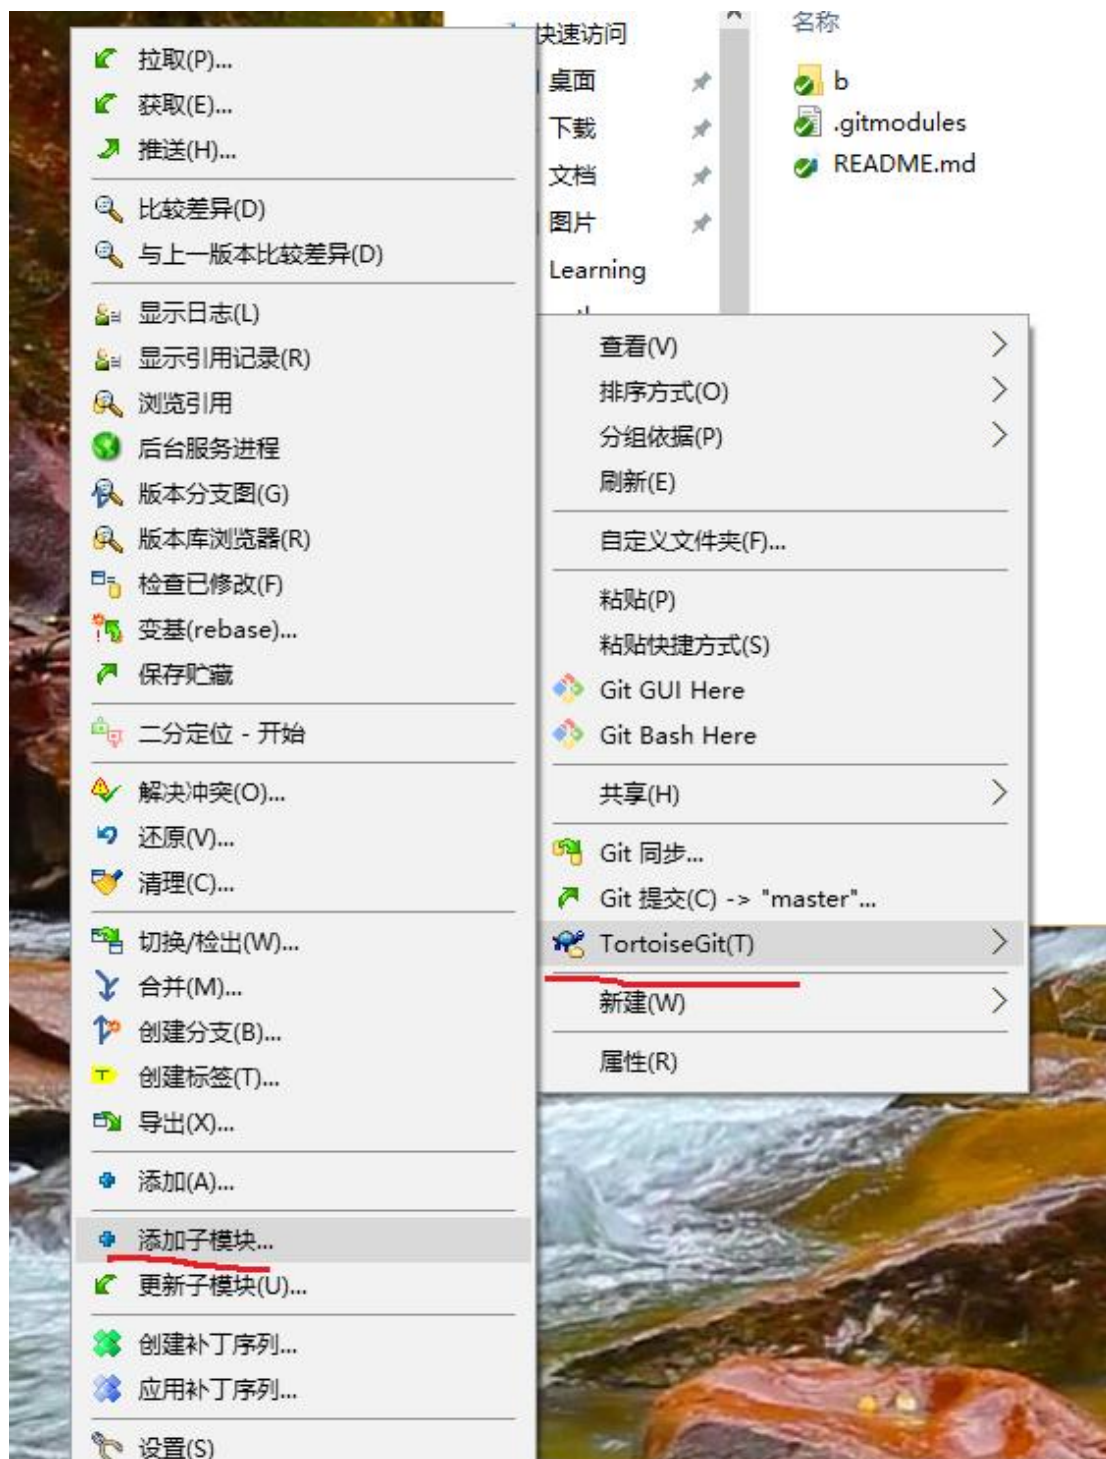 拉取(P)...
获取(E)...
推送(H)...
比较差异(D)
与上一版本比较差异(D)
显示日志(L)
显示引用记录(R)
浏览引用
后台服务进程
版本分支图(G)
版本库浏览器(R)
检查已修改(F)
变基(rebase)...
保存贮藏
二分定位 - 开始
解决冲突(O)...
还原(V)...
清理(C)...
切换/检出(W)...
合并(M)...
创建分支(B)...
创建标签(T)...
导出(X)...
添加(A)...
添加子模块...
更新子模块(U)...
创建补丁序列...
应用补丁序列...
设置(S)
快速访问
桌面
下载
文档
图片
Learning
名称
b
.gitmodules
README.md
查看(V)
排序方式(O)
分组依据(P)
刷新(E)
自定义文件夹(F)...
粘贴(P)
粘贴快捷方式(S)
Git GUI Here
Git Bash Here
共享(H)
Git 同步...
Git 提交(C) -> "master"...
TortoiseGit(T)
新建(W)
属性(R)